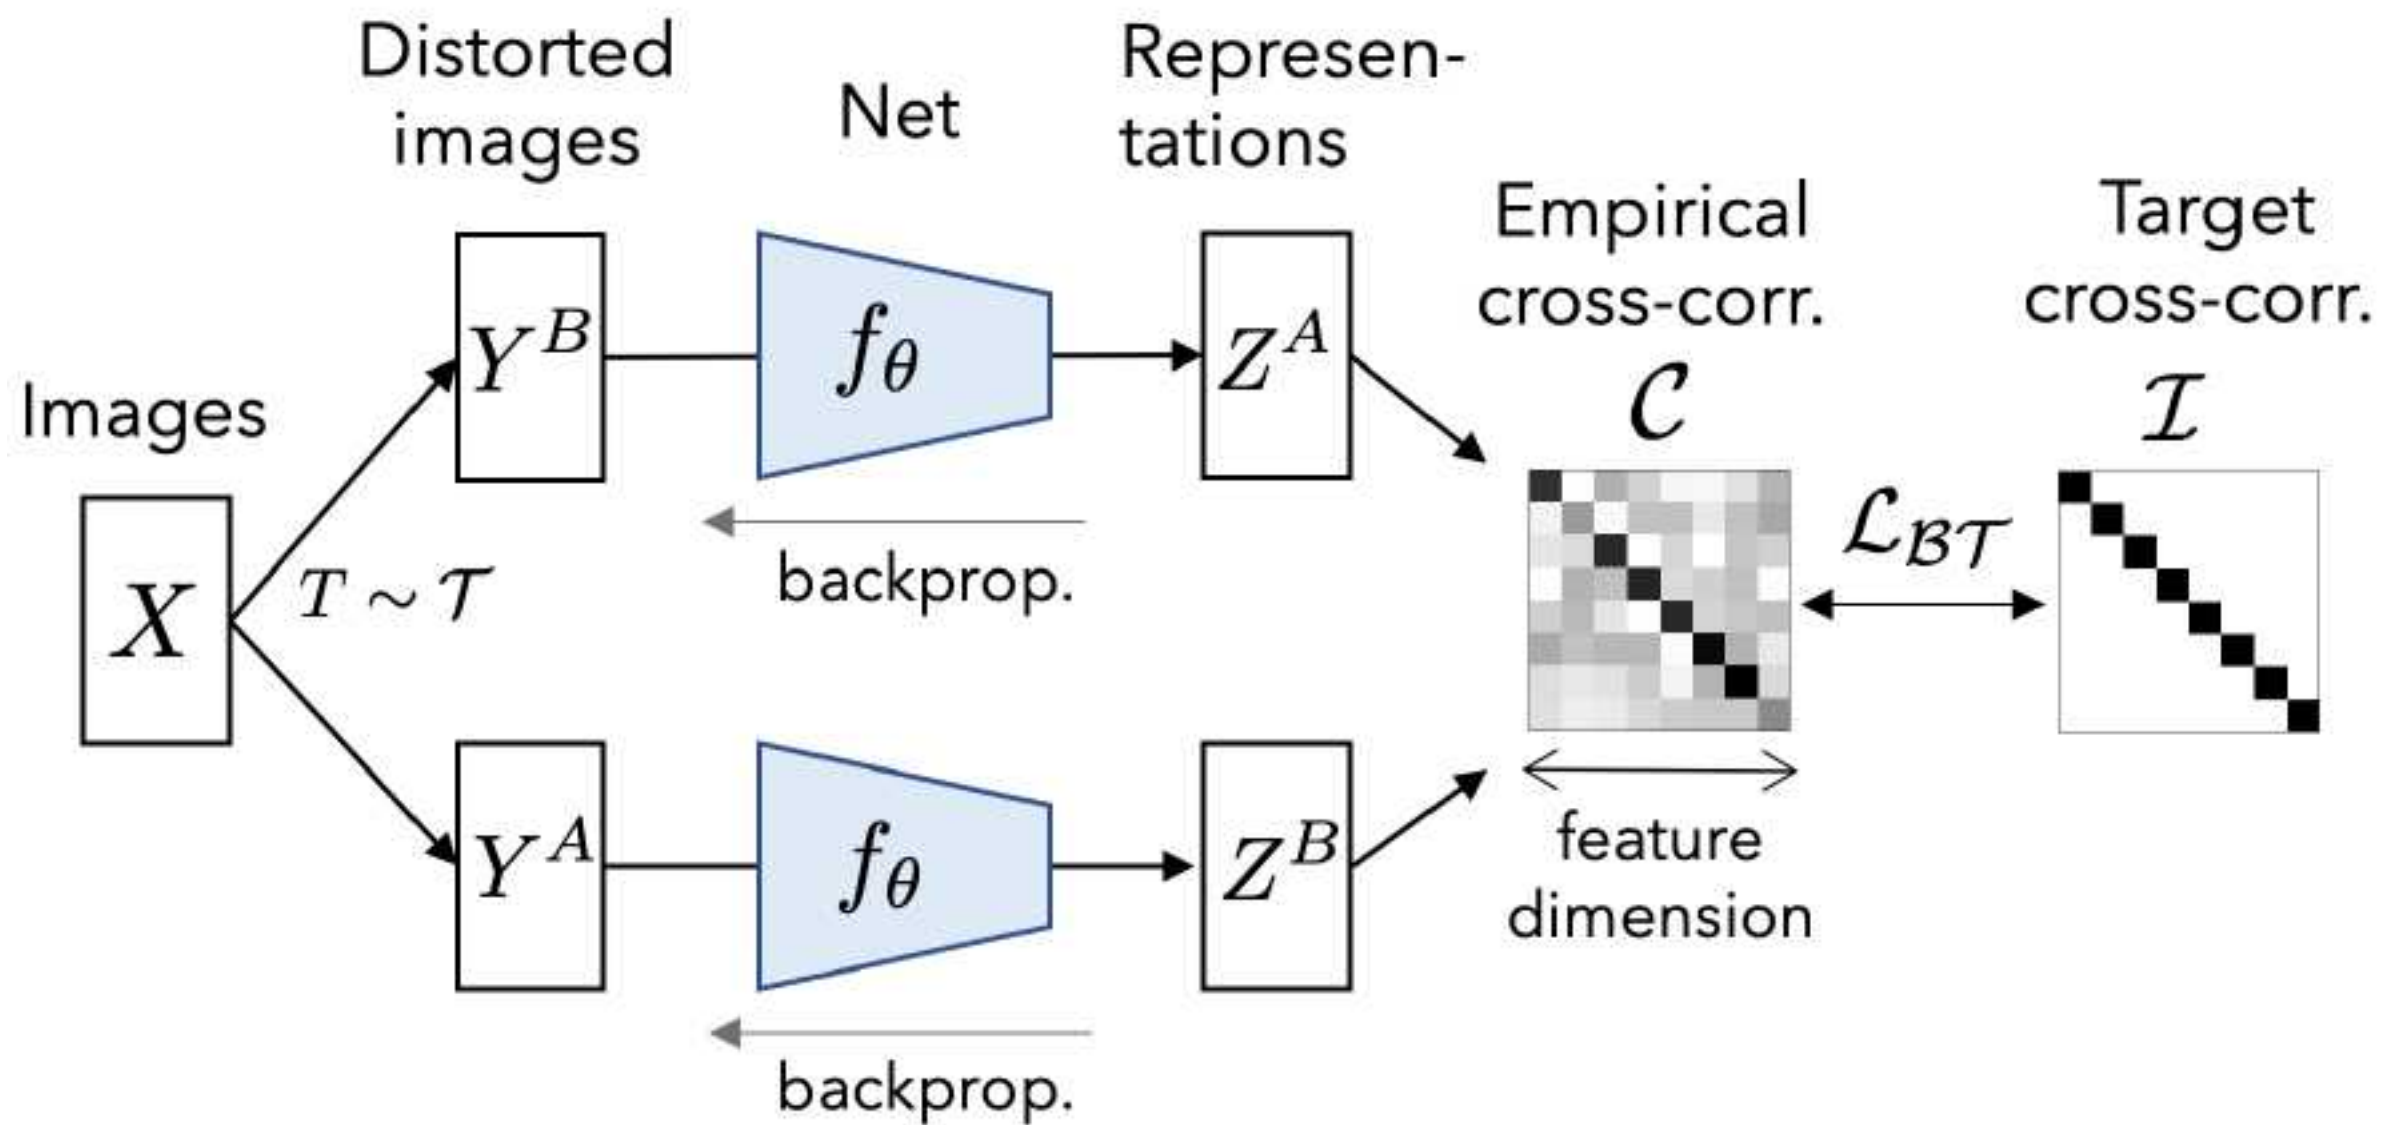 Distorted
images
Net
Represen-
tations
Empirical
cross-corr.
Target
cross-corr.
Images
Y^B
f_θ
Z^A
C
I
backprop.
L_BT
X
T ~ T
Y^A
f_θ
Z^B
feature
dimension
backprop.